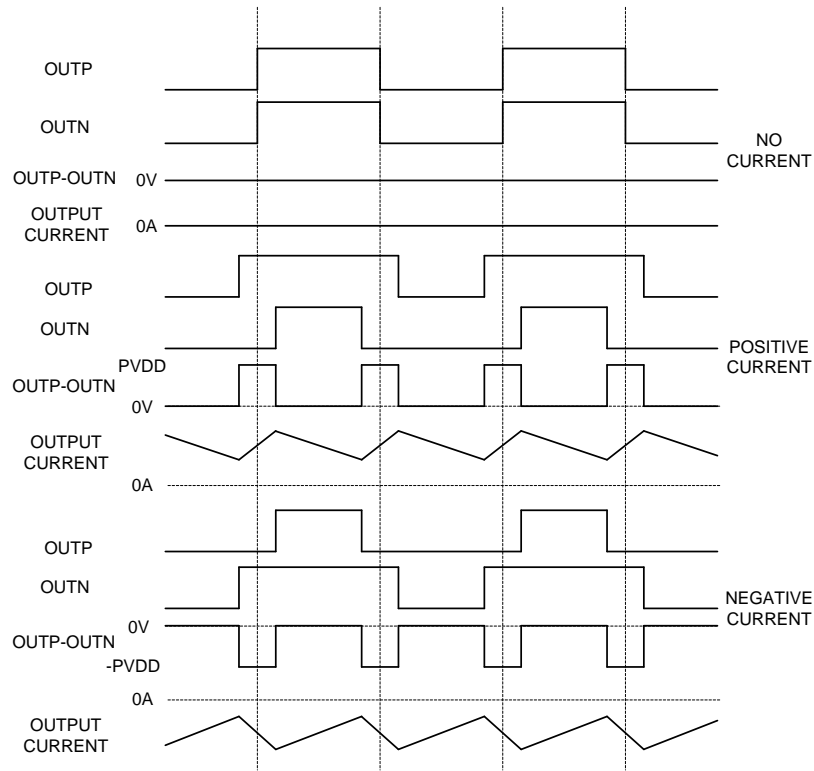 OUTP
OUTN
NO
CURRENT
OUTP-OUTN 0V
OUTPUT
CURRENT
0A
OUTP
OUTN
POSITIVE
CURRENT
PVDD
OUTP-OUTN
0V
OUTPUT
CURRENT
0A
OUTP
OUTN
NEGATIVE
CURRENT
0V
OUTP-OUTN
-PVDD
0A
OUTPUT
CURRENT